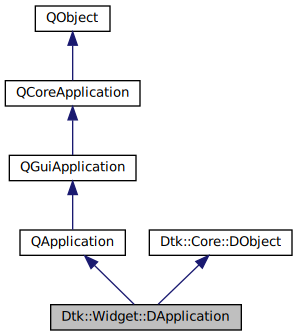 QObject
QCoreApplication
QGuiApplication
QApplication
Dtk::Core::DObject
Dtk::Widget::DApplication